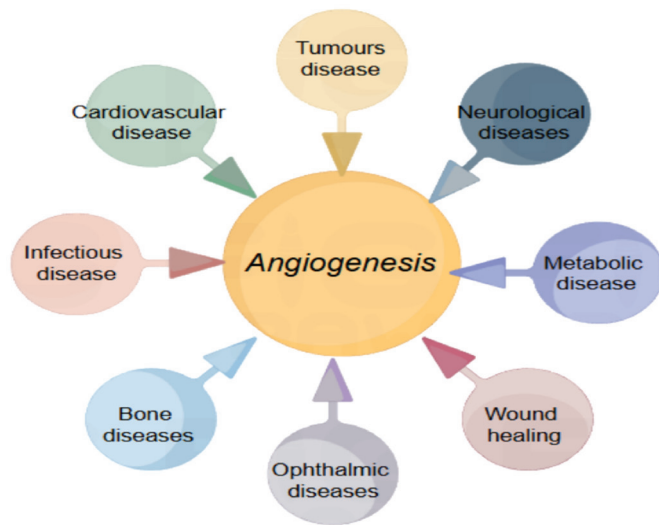 Tumours
disease
Neurological
diseases
Metabolic
disease
Wound
healing
Ophthalmic
diseases
Bone
diseases
Infectious
disease
Cardiovascular
disease
Angiogenesis